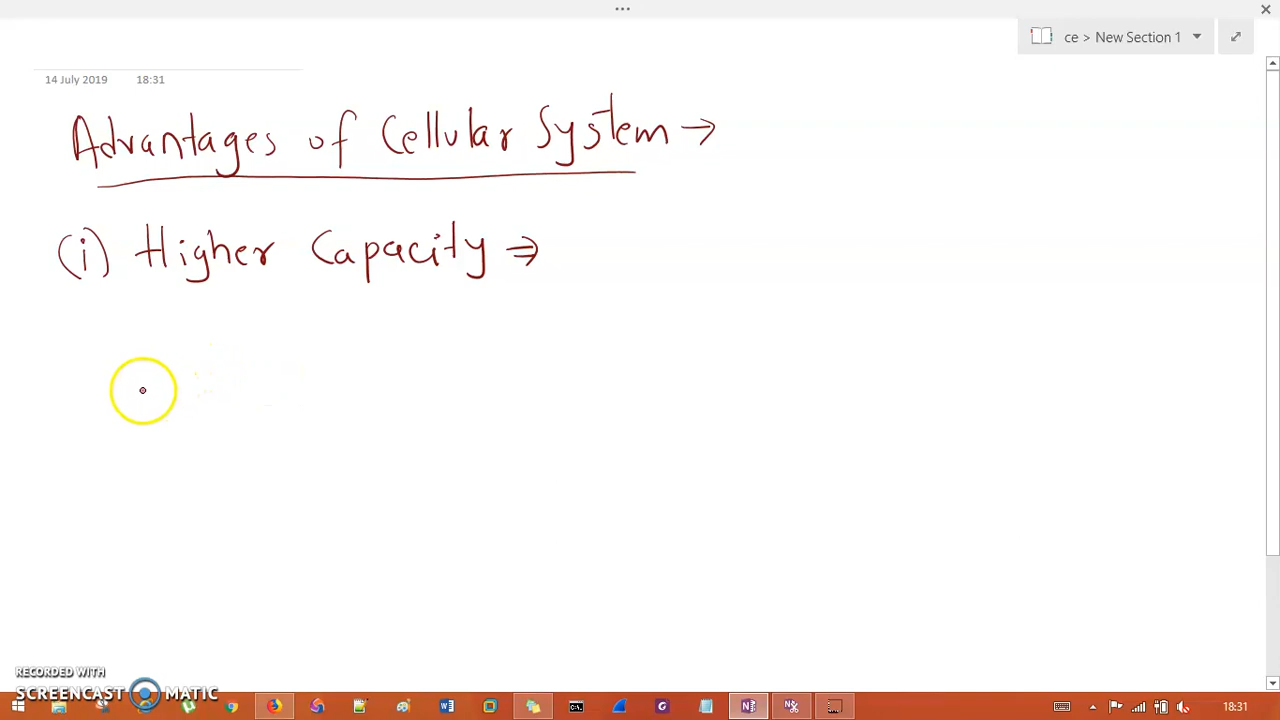 ...
ce > New Section 1
14 July 2019 18:31
Advantages of Cellular System →
(i) Higher Capacity ⇒
RECORDED WITH
SCREENCAST MATIC
18:31